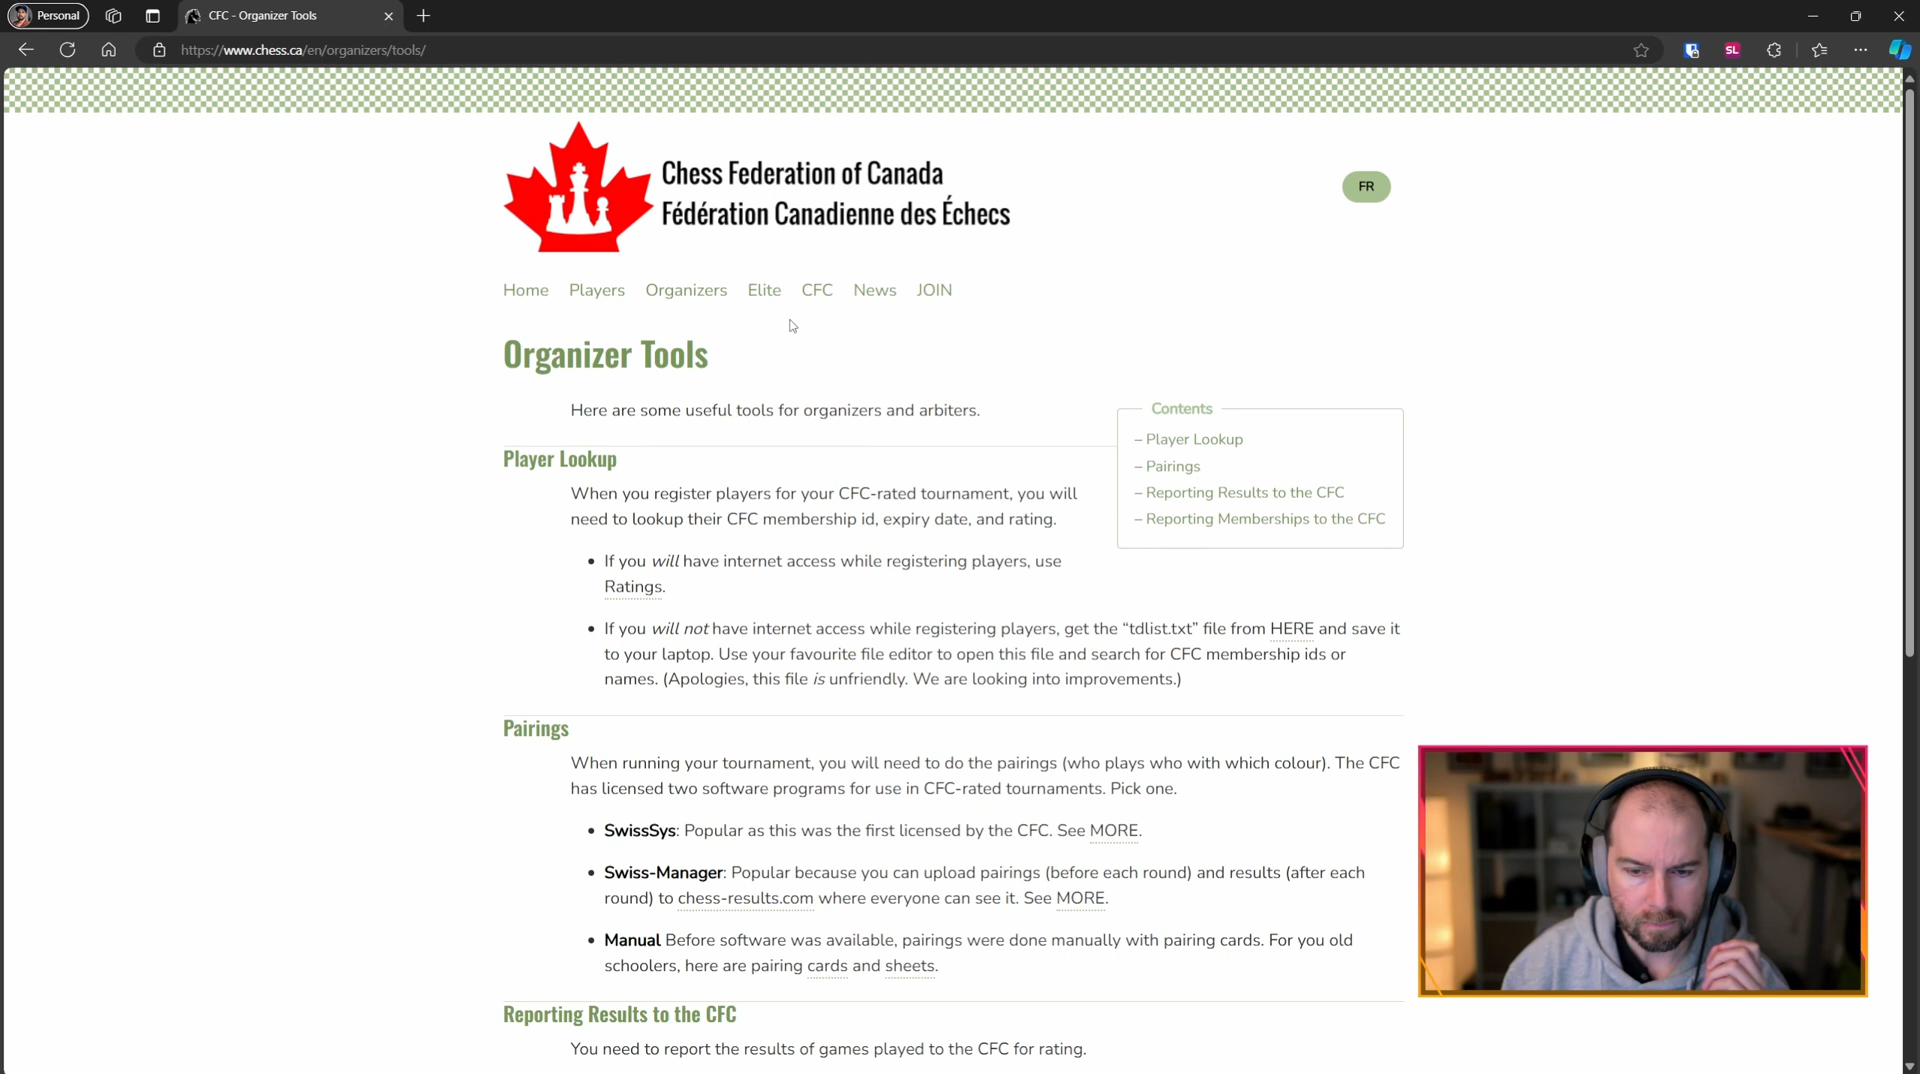 Personal
CFC - Organizer Tools
https://www.chess.ca/en/organizers/tools/
SL
Chess Federation of Canada
Fédération Canadienne des Échecs
FR
Home Players Organizers Elite CFC News JOIN
Organizer Tools
Here are some useful tools for organizers and arbiters.
Contents
– Player Lookup
– Pairings
– Reporting Results to the CFC
– Reporting Memberships to the CFC
Player Lookup
When you register players for your CFC-rated tournament, you will
need to lookup their CFC membership id, expiry date, and rating.
• If you will have internet access while registering players, use
Ratings.
• If you will not have internet access while registering players, get the “tdlist.txt” file from HERE and save it
to your laptop. Use your favourite file editor to open this file and search for CFC membership ids or
names. (Apologies, this file is unfriendly. We are looking into improvements.)
Pairings
When running your tournament, you will need to do the pairings (who plays who with which colour). The CFC
has licensed two software programs for use in CFC-rated tournaments. Pick one.
• SwissSys: Popular as this was the first licensed by the CFC. See MORE.
• Swiss-Manager: Popular because you can upload pairings (before each round) and results (after each
round) to chess-results.com where everyone can see it. See MORE.
• Manual Before software was available, pairings were done manually with pairing cards. For you old
schoolers, here are pairing cards and sheets.
Reporting Results to the CFC
You need to report the results of games played to the CFC for rating.